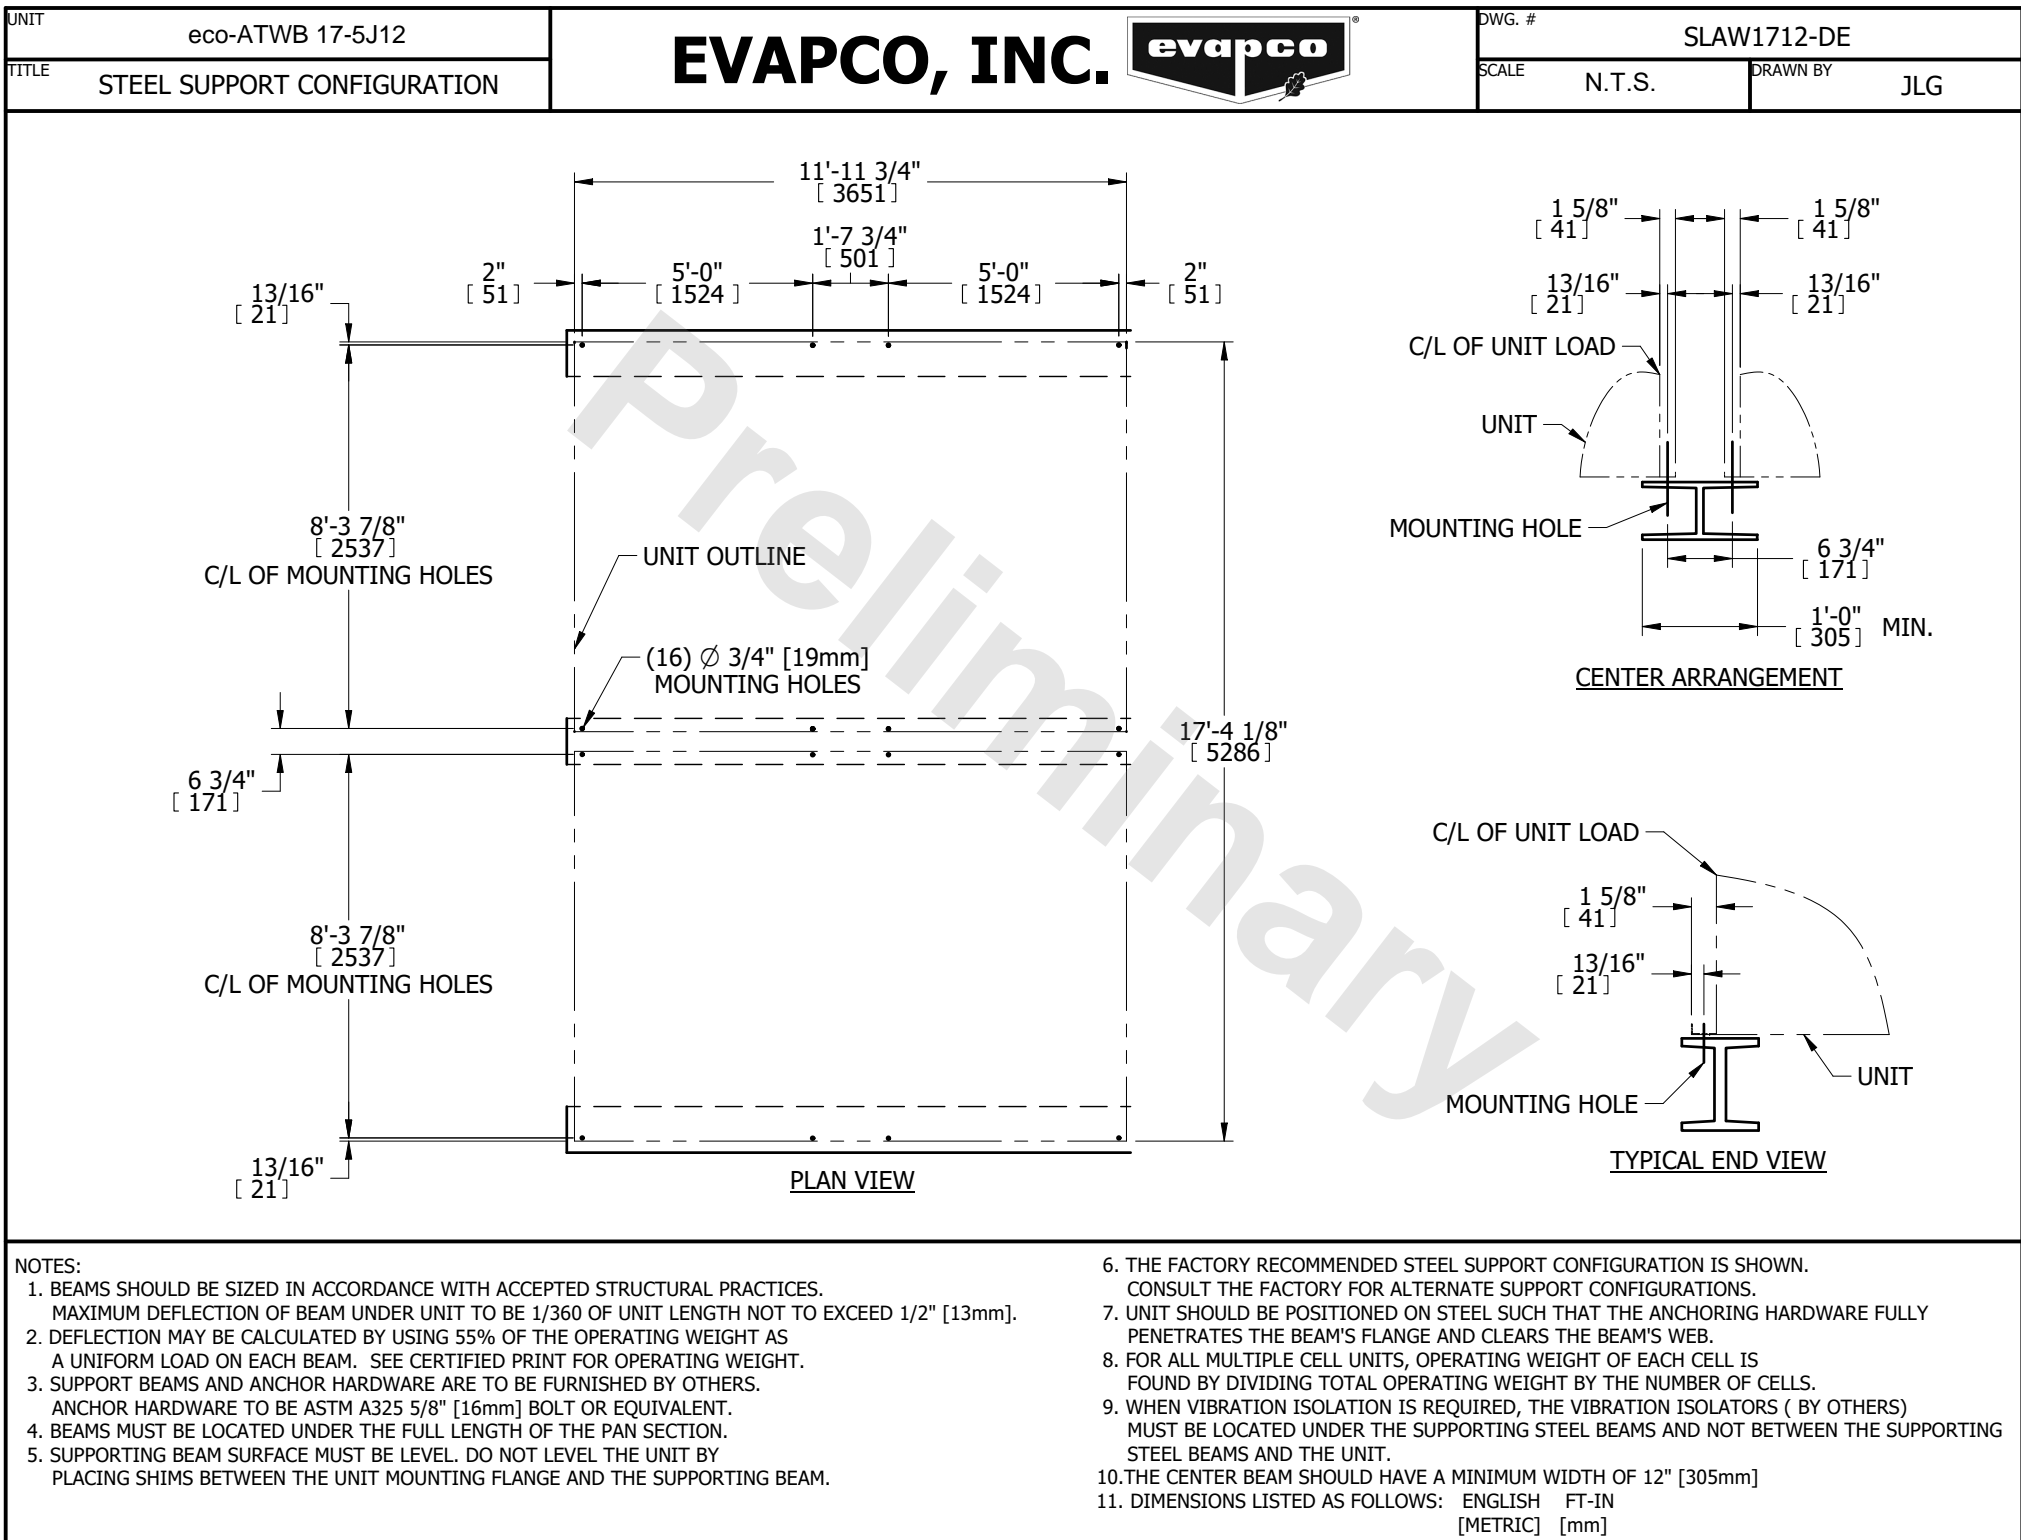 UNIT
eco-ATWB 17-5J12
TITLE
STEEL SUPPORT CONFIGURATION
EVAPCO, INC.
evapco
®
DWG. #
SLAW1712-DE
SCALE
N.T.S.
DRAWN BY
JLG
11'-11 3/4"
[ 3651 ]
1'-7 3/4"
[ 501 ]
2"
[ 51 ]
5'-0"
[ 1524 ]
5'-0"
[ 1524 ]
2"
[ 51 ]
13/16"
[ 21 ]
8'-3 7/8"
[ 2537 ]
C/L OF MOUNTING HOLES
UNIT OUTLINE
(16) Ø 3/4" [19mm]
MOUNTING HOLES
17'-4 1/8"
[ 5286 ]
6 3/4"
[ 171 ]
8'-3 7/8"
[ 2537 ]
C/L OF MOUNTING HOLES
13/16"
[ 21 ]
PLAN VIEW
Preliminary
1 5/8"
[ 41 ]
1 5/8"
[ 41 ]
13/16"
[ 21 ]
13/16"
[ 21 ]
C/L OF UNIT LOAD
UNIT
MOUNTING HOLE
6 3/4"
[ 171 ]
1'-0"
[ 305 ] MIN.
CENTER ARRANGEMENT
C/L OF UNIT LOAD
1 5/8"
[ 41 ]
13/16"
[ 21 ]
UNIT
MOUNTING HOLE
TYPICAL END VIEW
NOTES:
1. BEAMS SHOULD BE SIZED IN ACCORDANCE WITH ACCEPTED STRUCTURAL PRACTICES.
MAXIMUM DEFLECTION OF BEAM UNDER UNIT TO BE 1/360 OF UNIT LENGTH NOT TO EXCEED 1/2" [13mm].
2. DEFLECTION MAY BE CALCULATED BY USING 55% OF THE OPERATING WEIGHT AS
A UNIFORM LOAD ON EACH BEAM. SEE CERTIFIED PRINT FOR OPERATING WEIGHT.
3. SUPPORT BEAMS AND ANCHOR HARDWARE ARE TO BE FURNISHED BY OTHERS.
ANCHOR HARDWARE TO BE ASTM A325 5/8" [16mm] BOLT OR EQUIVALENT.
4. BEAMS MUST BE LOCATED UNDER THE FULL LENGTH OF THE PAN SECTION.
5. SUPPORTING BEAM SURFACE MUST BE LEVEL. DO NOT LEVEL THE UNIT BY
PLACING SHIMS BETWEEN THE UNIT MOUNTING FLANGE AND THE SUPPORTING BEAM.
6. THE FACTORY RECOMMENDED STEEL SUPPORT CONFIGURATION IS SHOWN.
CONSULT THE FACTORY FOR ALTERNATE SUPPORT CONFIGURATIONS.
7. UNIT SHOULD BE POSITIONED ON STEEL SUCH THAT THE ANCHORING HARDWARE FULLY
PENETRATES THE BEAM'S FLANGE AND CLEARS THE BEAM'S WEB.
8. FOR ALL MULTIPLE CELL UNITS, OPERATING WEIGHT OF EACH CELL IS
FOUND BY DIVIDING TOTAL OPERATING WEIGHT BY THE NUMBER OF CELLS.
9. WHEN VIBRATION ISOLATION IS REQUIRED, THE VIBRATION ISOLATORS ( BY OTHERS)
MUST BE LOCATED UNDER THE SUPPORTING STEEL BEAMS AND NOT BETWEEN THE SUPPORTING
STEEL BEAMS AND THE UNIT.
10.THE CENTER BEAM SHOULD HAVE A MINIMUM WIDTH OF 12" [305mm]
11. DIMENSIONS LISTED AS FOLLOWS: ENGLISH FT-IN
[METRIC] [mm]